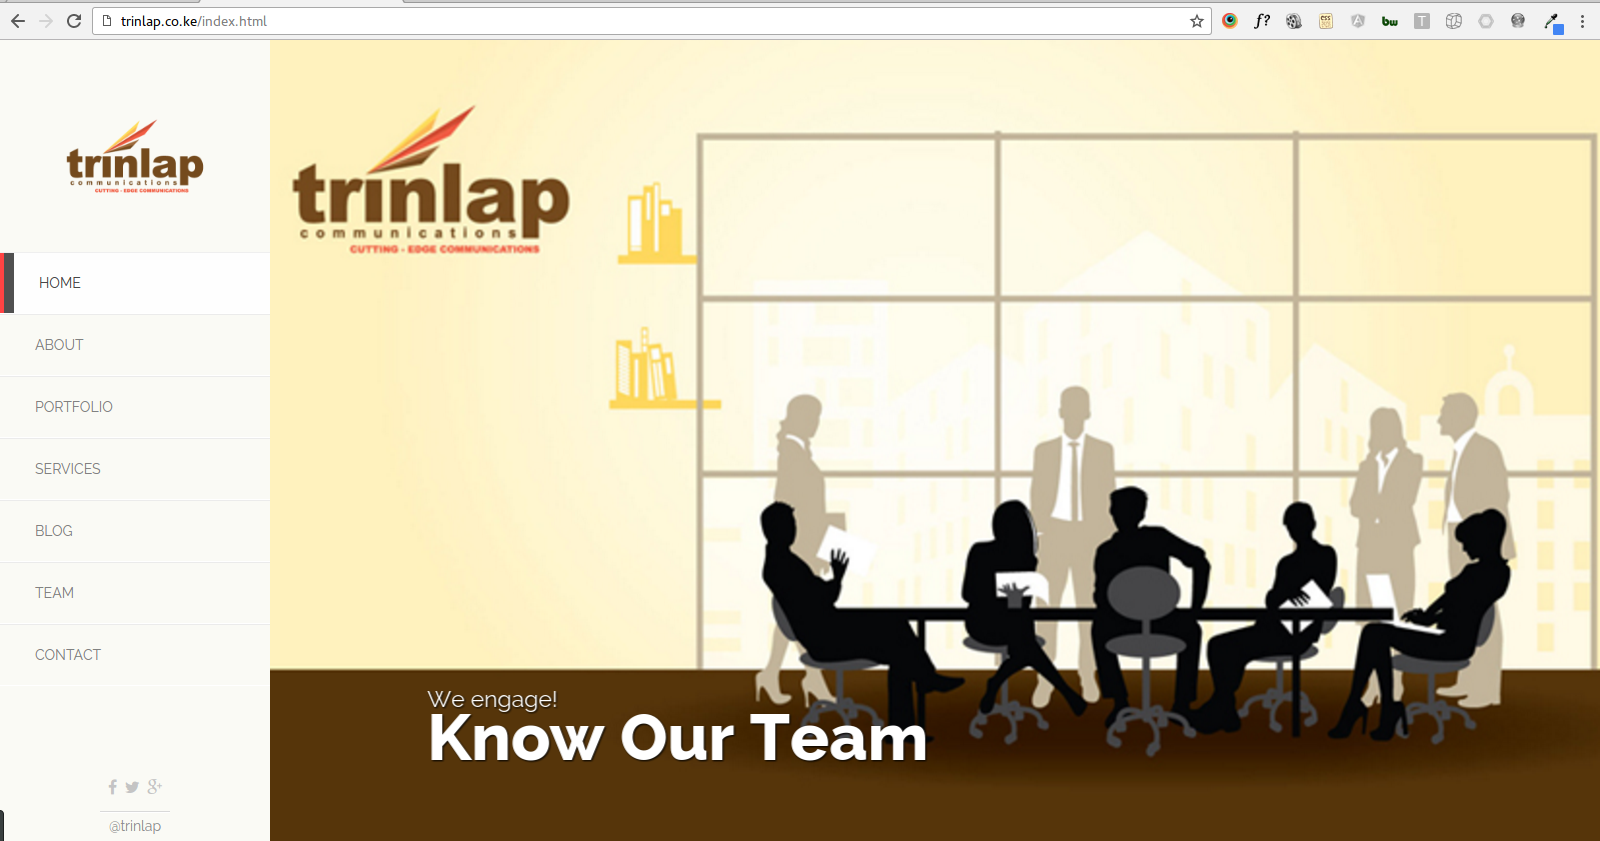 trinlap.co.ke/index.html
f?
ess
bw
T
trinlap
communications
CUTTING - EDGE COMMUNICATIONS
HOME
ABOUT
PORTFOLIO
SERVICES
BLOG
TEAM
CONTACT
@trinlap
trinlap
communications
CUTTING - EDGE COMMUNICATIONS
We engage!
Know Our Team